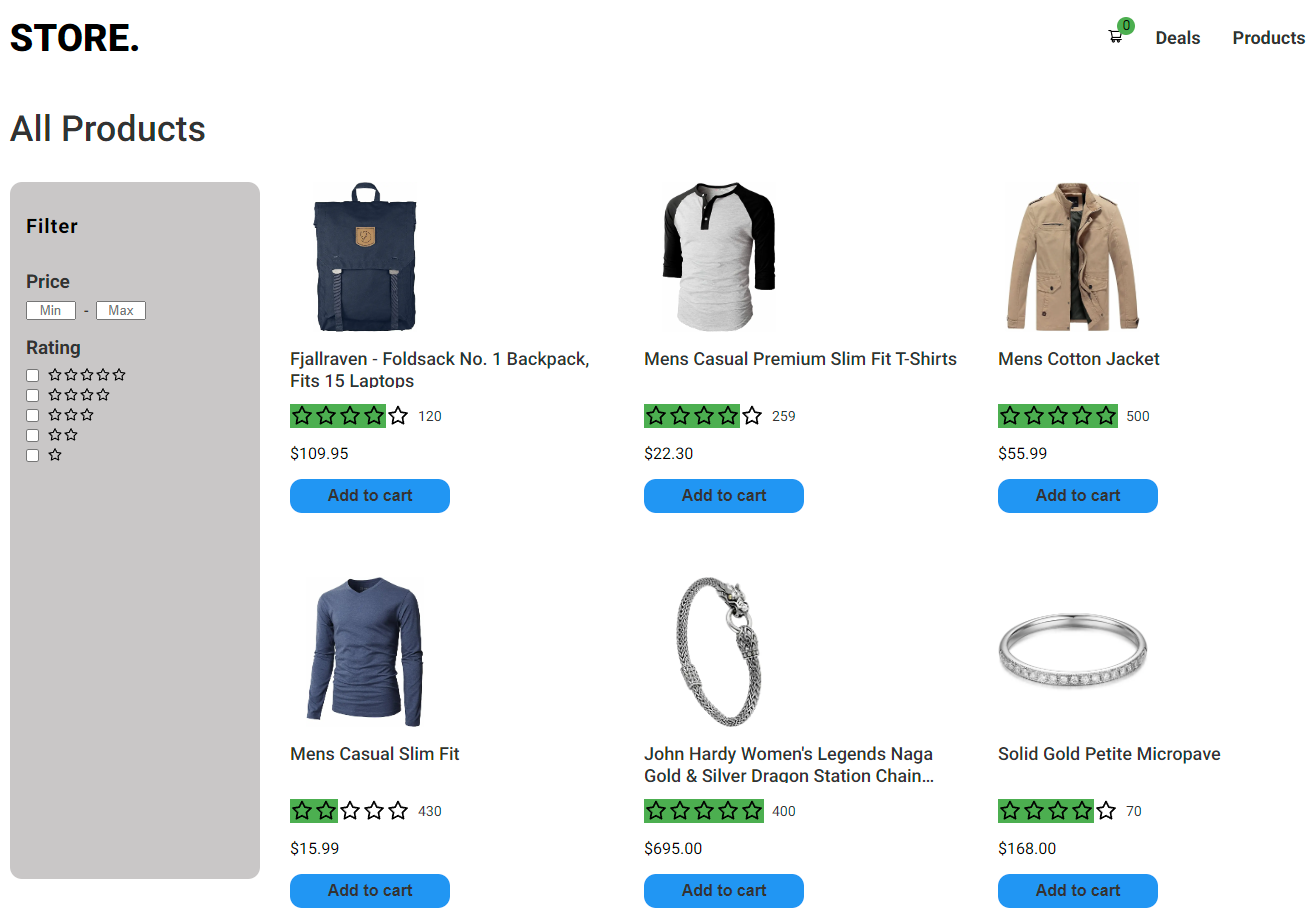 STORE.
0
Deals
Products
All Products
Filter
Price
Min - Max
Rating
Fjallraven - Foldsack No. 1 Backpack,
Fits 15 Laptops
120
$109.95
Add to cart
Mens Casual Premium Slim Fit T-Shirts
259
$22.30
Add to cart
Mens Cotton Jacket
500
$55.99
Add to cart
Mens Casual Slim Fit
430
$15.99
Add to cart
John Hardy Women's Legends Naga
Gold & Silver Dragon Station Chain...
400
$695.00
Add to cart
Solid Gold Petite Micropave
70
$168.00
Add to cart